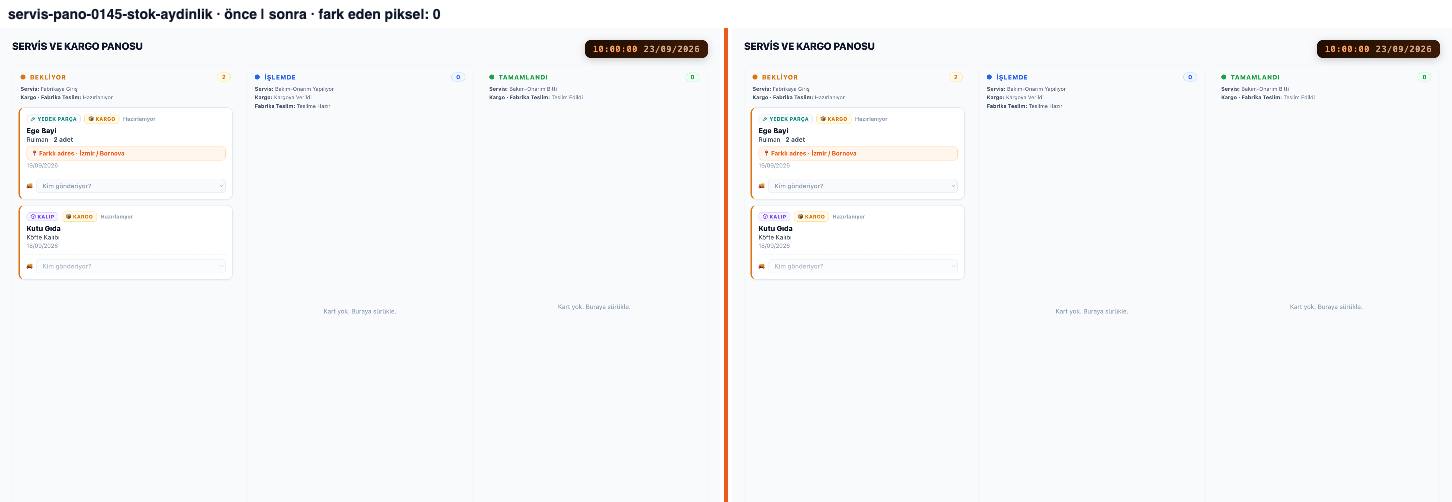 servis-pano-0145-stok-aydinlik · önce | sonra · fark eden piksel: 0
SERVİS VE KARGO PANOSU
10:00:00 23/09/2026
BEKLİYOR 2
Servis: Fabrikaya Giriş
Kargo · Fabrika Teslim: Hazırlanıyor
YEDEK PARÇA KARGO Hazırlanıyor
Ege Bayi
Rulman · 2 adet
Farklı adres · İzmir / Bornova
19/09/2026
Kim gönderiyor?
KALIP KARGO Hazırlanıyor
Kutu Gıda
Köfte Kalıbı
18/09/2026
Kim gönderiyor?
İŞLEMDE 0
Servis: Bakım-Onarım Yapılıyor
Kargo: Kargoya Verildi
Fabrika Teslim: Teslime Hazır
Kart yok. Buraya sürükle.
TAMAMLANDI 0
Servis: Bakım-Onarım Bitti
Kargo · Fabrika Teslim: Teslim Edildi
Kart yok. Buraya sürükle.
SERVİS VE KARGO PANOSU
10:00:00 23/09/2026
BEKLİYOR 2
Servis: Fabrikaya Giriş
Kargo · Fabrika Teslim: Hazırlanıyor
YEDEK PARÇA KARGO Hazırlanıyor
Ege Bayi
Rulman · 2 adet
Farklı adres · İzmir / Bornova
19/09/2026
Kim gönderiyor?
KALIP KARGO Hazırlanıyor
Kutu Gıda
Köfte Kalıbı
18/09/2026
Kim gönderiyor?
İŞLEMDE 0
Servis: Bakım-Onarım Yapılıyor
Kargo: Kargoya Verildi
Fabrika Teslim: Teslime Hazır
Kart yok. Buraya sürükle.
TAMAMLANDI 0
Servis: Bakım-Onarım Bitti
Kargo · Fabrika Teslim: Teslim Edildi
Kart yok. Buraya sürükle.